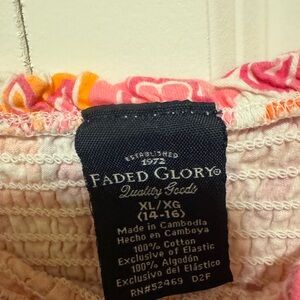 ESTABLISHED
1972
FADED GLORY®
Quality Goods
XL/XG
(14-16)
Made in Cambodia
Hecho en Camboya
100% Cotton
Exclusive of Elastic
100% Algodón
Exclusivo del Elástico
RN#52469 D2F